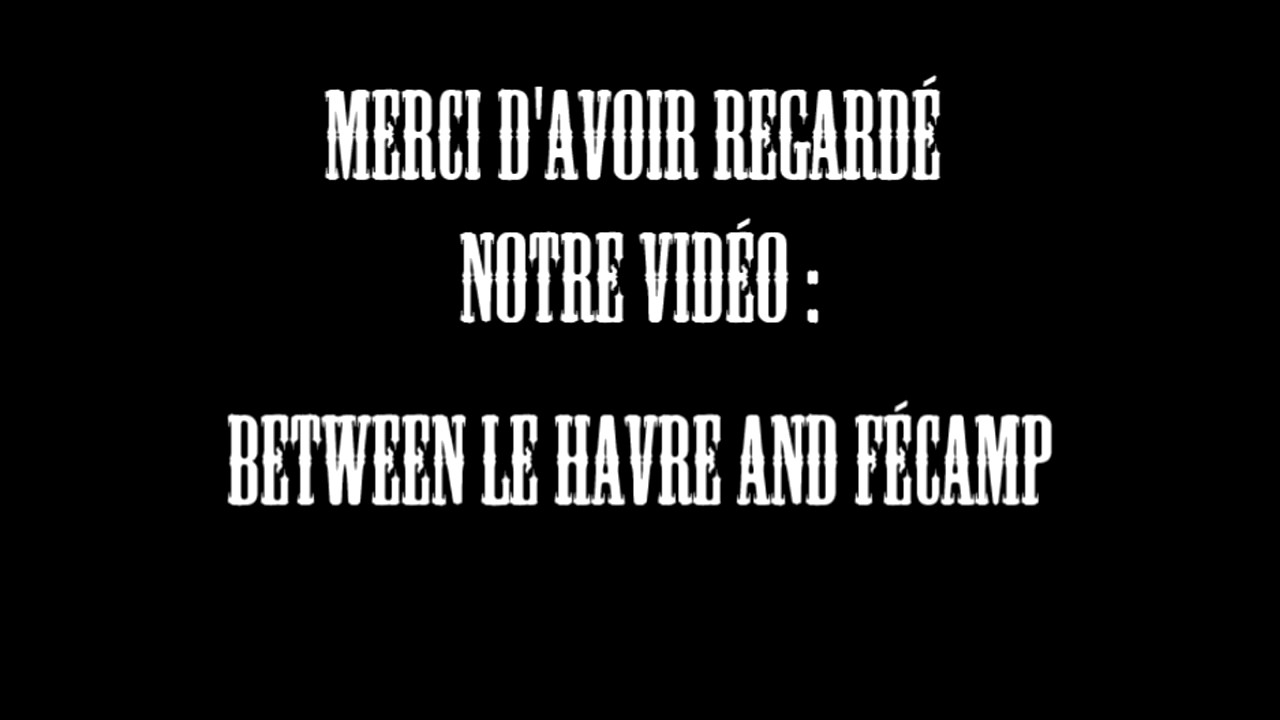 MERCI D'AVOIR REGARDÉ
NOTRE VIDÉO :
BETWEEN LE HAVRE AND FÉCAMP